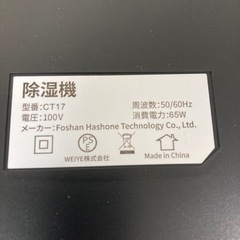 除湿機
型番:CT17
周波数:50/60Hz
電圧:100V
消費電力:65W
メーカー:Foshan Hashone Technology Co., Ltd.
PSE
WEIYE株式会社
Made in China